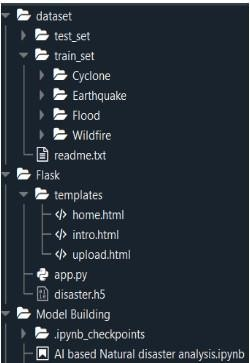 dataset
test_set
train_set
Cyclone
Earthquake
Flood
Wildfire
readme.txt
Flask
templates
home.html
intro.html
upload.html
app.py
disaster.h5
Model Building
.ipynb_checkpoints
AI based Natural disaster analysis.ipynb